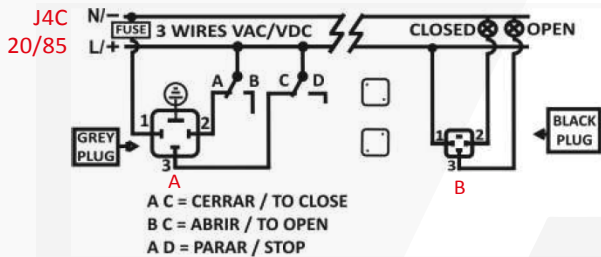 J4C
20/85
N/−
FUSE 3 WIRES VAC/VDC
CLOSED OPEN
L/+
A B C D
1 2
3
GREY
PLUG
A
1 2
3
BLACK
PLUG
B
A C = CERRAR / TO CLOSE
B C = ABRIR / TO OPEN
A D = PARAR / STOP